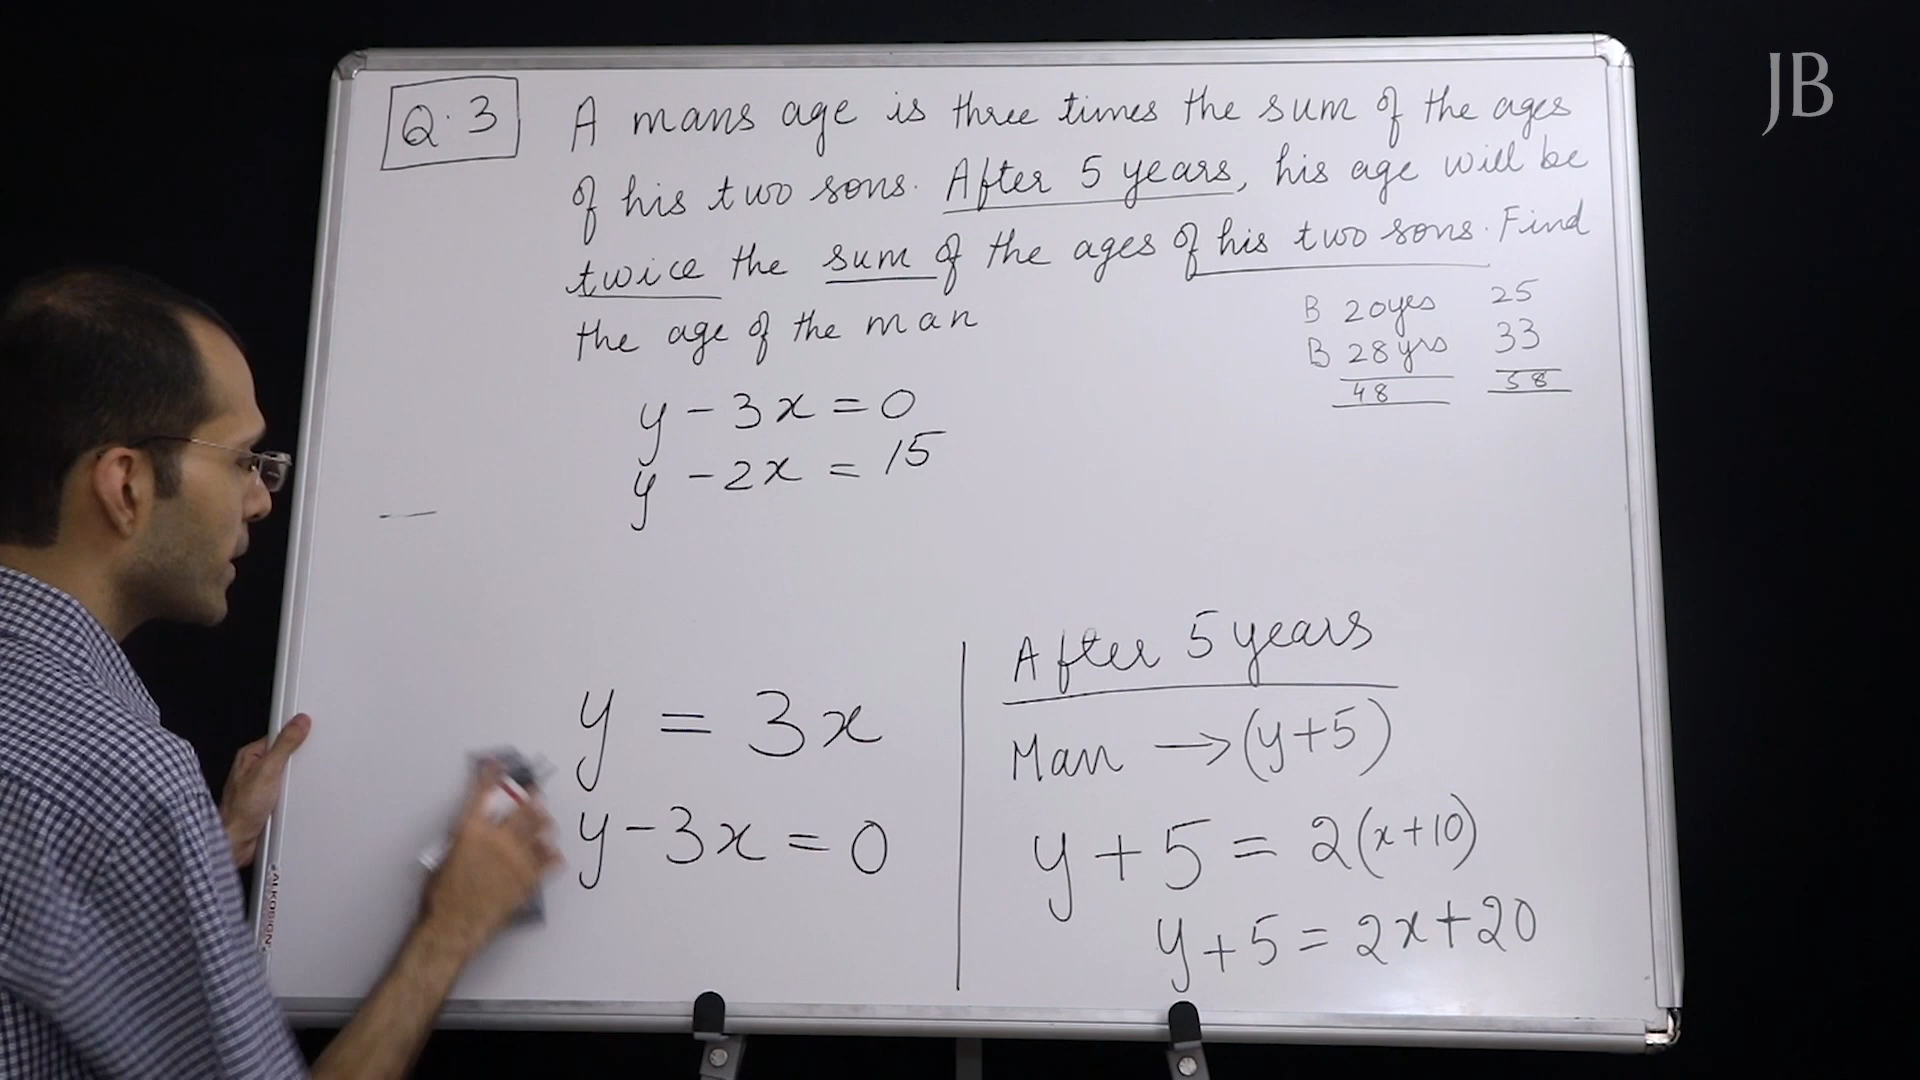 JB
Q.3
A mans age is three times the sum of the ages
of his two sons. After 5 years, his age will be
twice the sum of the ages of his two sons. Find
the age of the man
B 20yes 25
B 28yrs 33
48 58
y - 3x = 0
y - 2x = 15
y = 3x
y - 3x = 0
After 5 years
Man → (y+5)
y + 5 = 2(x+10)
y + 5 = 2x + 20
ALKOSIGN